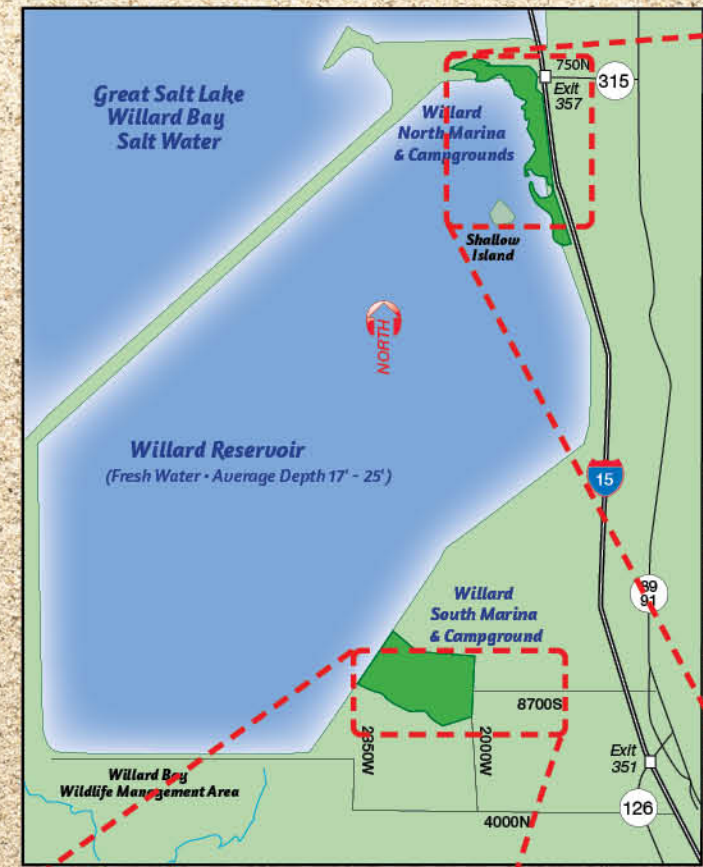 Great Salt Lake
Willard Bay
Salt Water
750N
315
Exit
357
Willard
North Marina
& Campgrounds
Shallow
Island
NORTH
Willard Reservoir
(Fresh Water • Average Depth 17' - 25')
15
89
91
Willard
South Marina
& Campground
8700S
2850W
2000W
Exit
351
Willard Bay
Wildlife Management Area
4000N
126